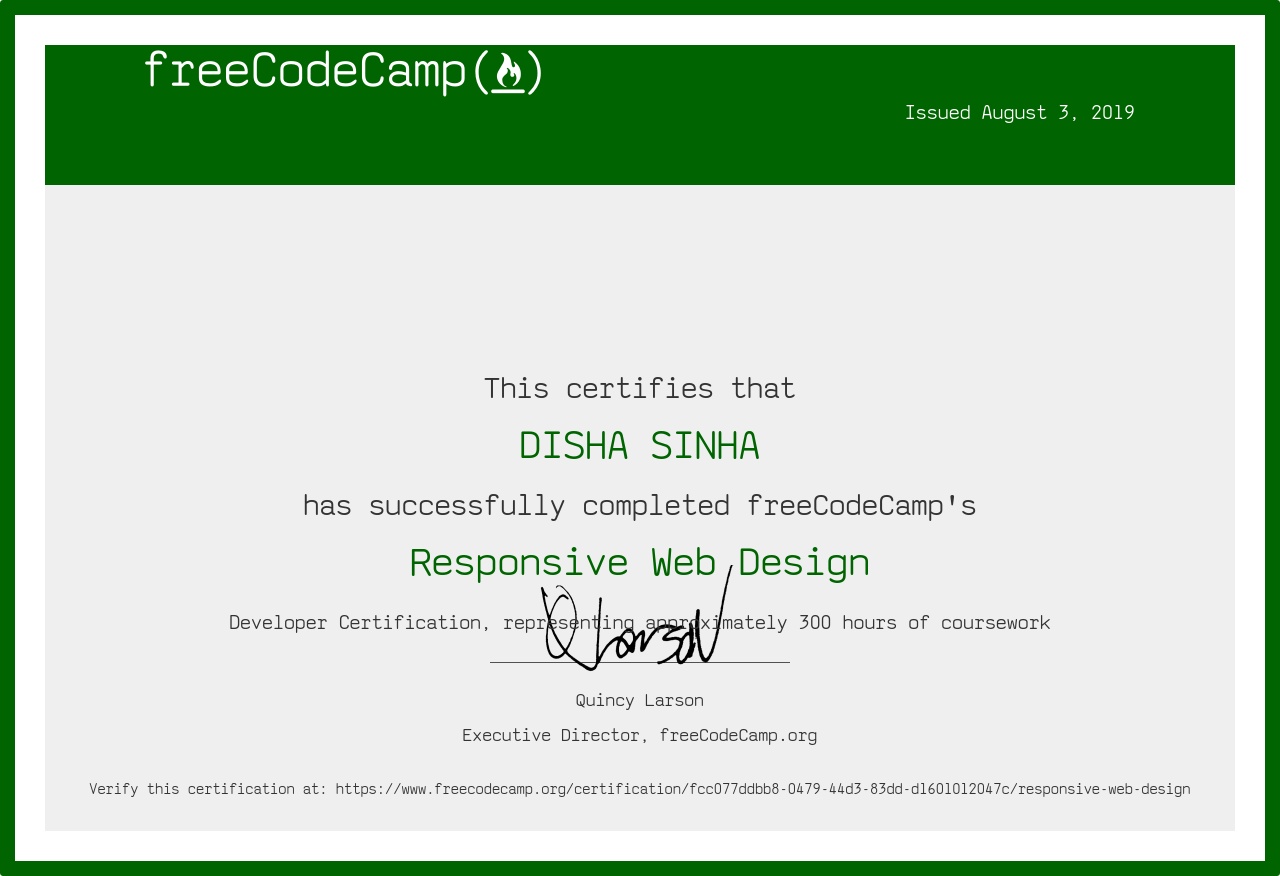 freeCodeCamp(🔥)
Issued August 3, 2019
This certifies that
DISHA SINHA
has successfully completed freeCodeCamp's
Responsive Web Design
Developer Certification, representing approximately 300 hours of coursework
QLarson
Quincy Larson
Executive Director, freeCodeCamp.org
Verify this certification at: https://www.freecodecamp.org/certification/fcc077ddbb8-0479-44d3-83dd-d1601012047c/responsive-web-design